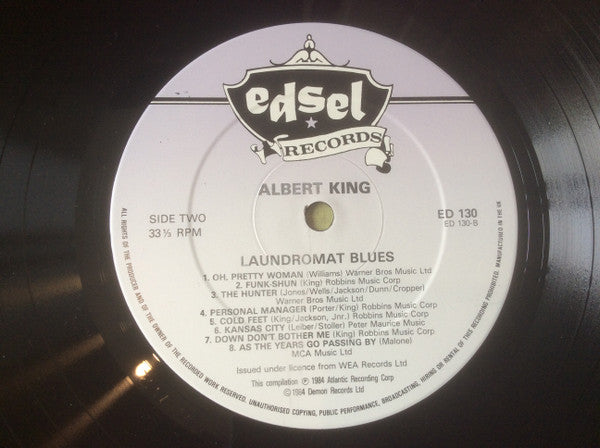 edsel
RECORDS
ALBERT KING
SIDE TWO
33⅓ RPM
ED 130
ED 130-B
LAUNDROMAT BLUES
1. OH, PRETTY WOMAN (Williams) Warner Bros Music Ltd
2. FUNK-SHUN (King) Robbins Music Corp
3. THE HUNTER (Jones/Wells/Jackson/Dunn/Cropper)
Warner Bros Music Ltd
4. PERSONAL MANAGER (Porter/King) Robbins Music Corp
5. COLD FEET (King/Jackson, Jnr.) Robbins Music Corp
6. KANSAS CITY (Leiber/Stoller) Peter Maurice Music
7. DOWN DON'T BOTHER ME (King) Robbins Music Corp
8. AS THE YEARS GO PASSING BY (Malone)
MCA Music Ltd
Issued under licence from WEA Records Ltd
This compilation ℗ 1984 Atlantic Recording Corp
© 1984 Demon Records Ltd
ALL RIGHTS OF THE PRODUCER AND OF THE OWNER OF THE RECORDED WORK RESERVED. UNAUTHORISED COPYING, PUBLIC PERFORMANCE, BROADCASTING, HIRING OR RENTAL OF THIS RECORDING PROHIBITED. MANUFACTURED IN THE UK